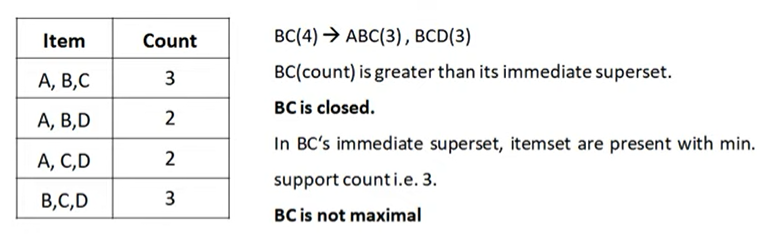 Item Count
A, B,C 3
A, B,D 2
A, C,D 2
B,C,D 3
BC(4) → ABC(3) , BCD(3)
BC(count) is greater than its immediate superset.
BC is closed.
In BC‘s immediate superset, itemset are present with min.
support count i.e. 3.
BC is not maximal